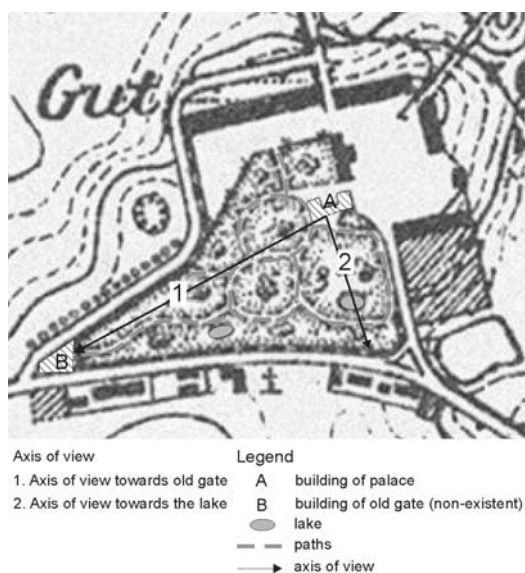 Gut
A
2
1
B
Axis of view
1. Axis of view towards old gate
2. Axis of view towards the lake
Legend
A building of palace
B building of old gate (non-existent)
lake
paths
axis of view